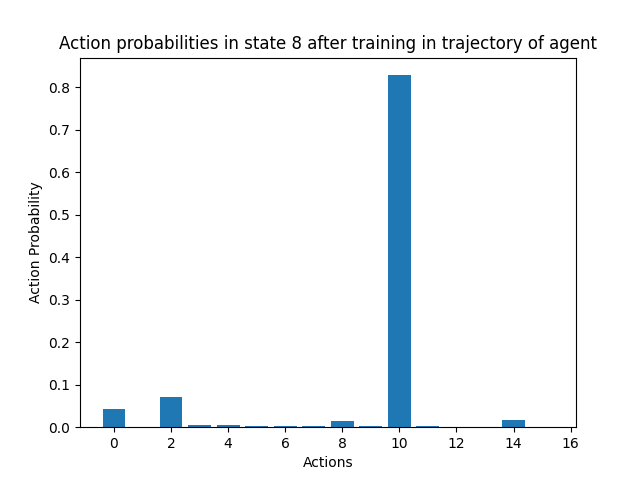 Action probabilities in state 8 after training in trajectory of agent
0.8
0.7
0.6
0.5
0.4
0.3
0.2
0.1
0.0
Action Probability
0 2 4 6 8 10 12 14 16
Actions